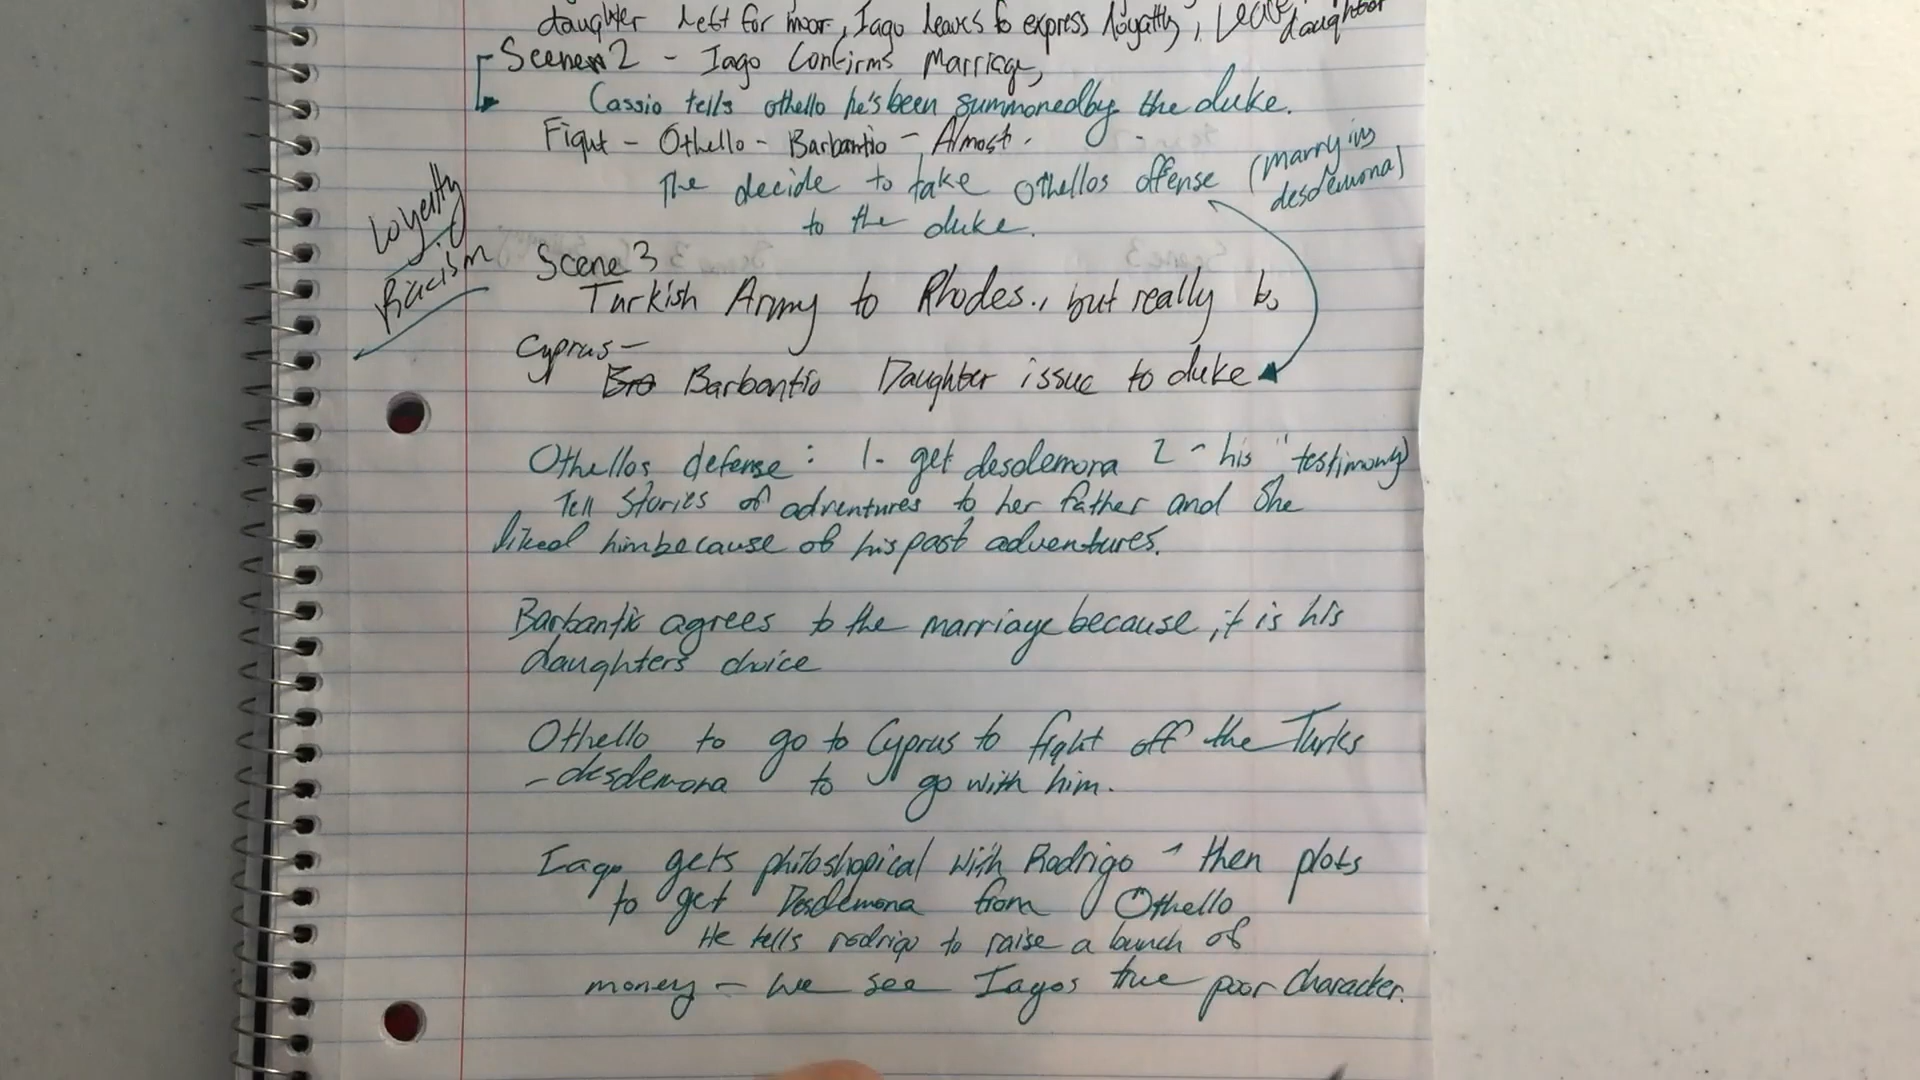 daughter left for moor, Iago leaves to express loyalty, Leave daughter
Scene 2 - Iago Confirms Marriage,
Cassio tells othello he's been summoned by the duke.
Fight - Othello - Barbantio - Almost.
The decide to take Othellos offense (marrying desdemona)
to the duke.
Loyalty
Racism
Scene 3
Turkish Army to Rhodes., but really to
Cyprus -
Bro Barbantio Daughter issue to duke
Othellos defense: 1- get desdemona 2 - his "testimony"
Tell Stories of adventures to her father and She
liked him because of his past adventures.
Barbantio agrees to the marriage because it is his
daughters choice
Othello to go to Cyprus to fight off the Turks
- desdemona to go with him.
Iago gets philoshopical with Rodrigo - then plots
to get Desdemona from Othello
He tells rodrigo to raise a bunch of
money - we see Iagos true poor Character.